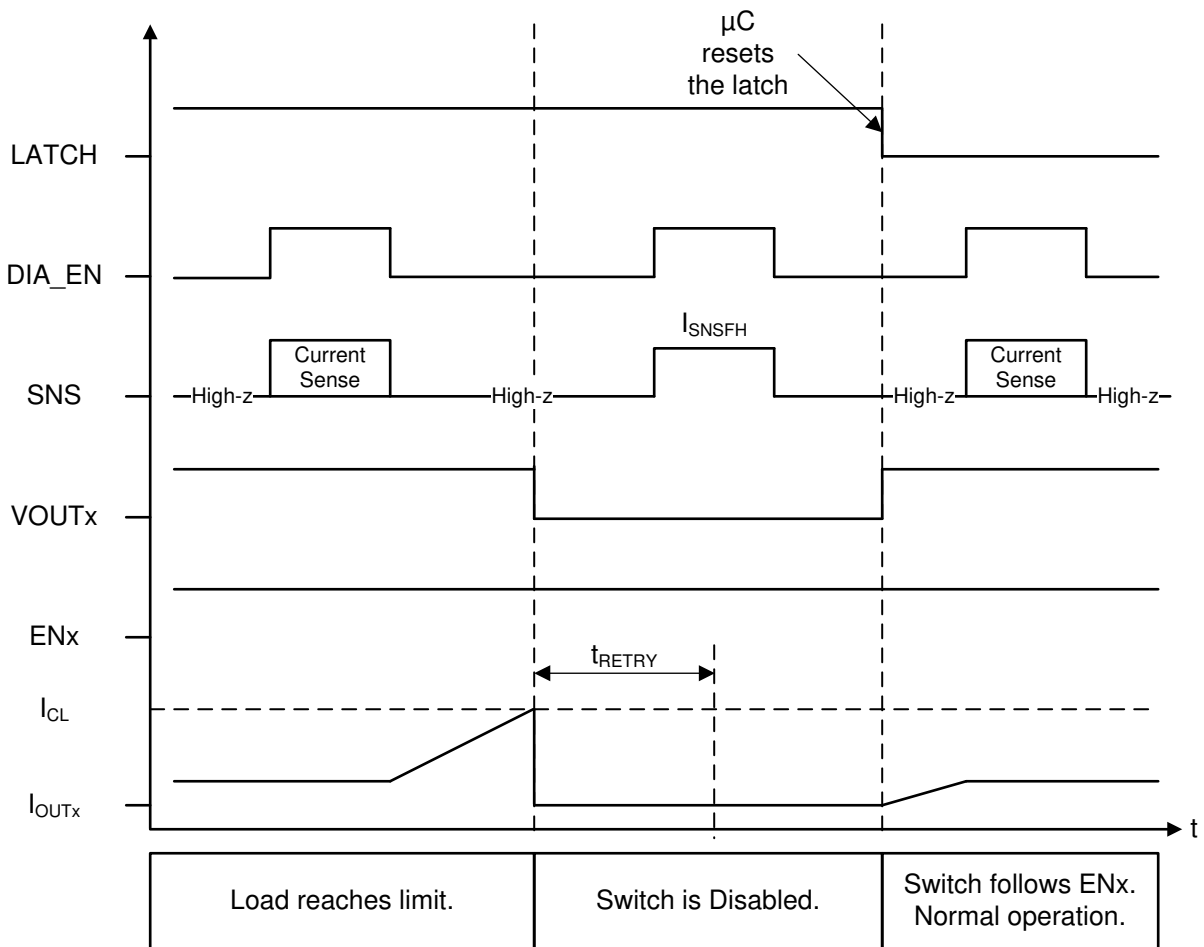 µC
resets
the latch
LATCH
DIA_EN
I_SNSFH
Current
Sense
Current
Sense
SNS
High-z
High-z
High-z
High-z
VOUTx
ENx
t_RETRY
I_CL
I_OUTx
t
Load reaches limit.
Switch is Disabled.
Switch follows ENx.
Normal operation.